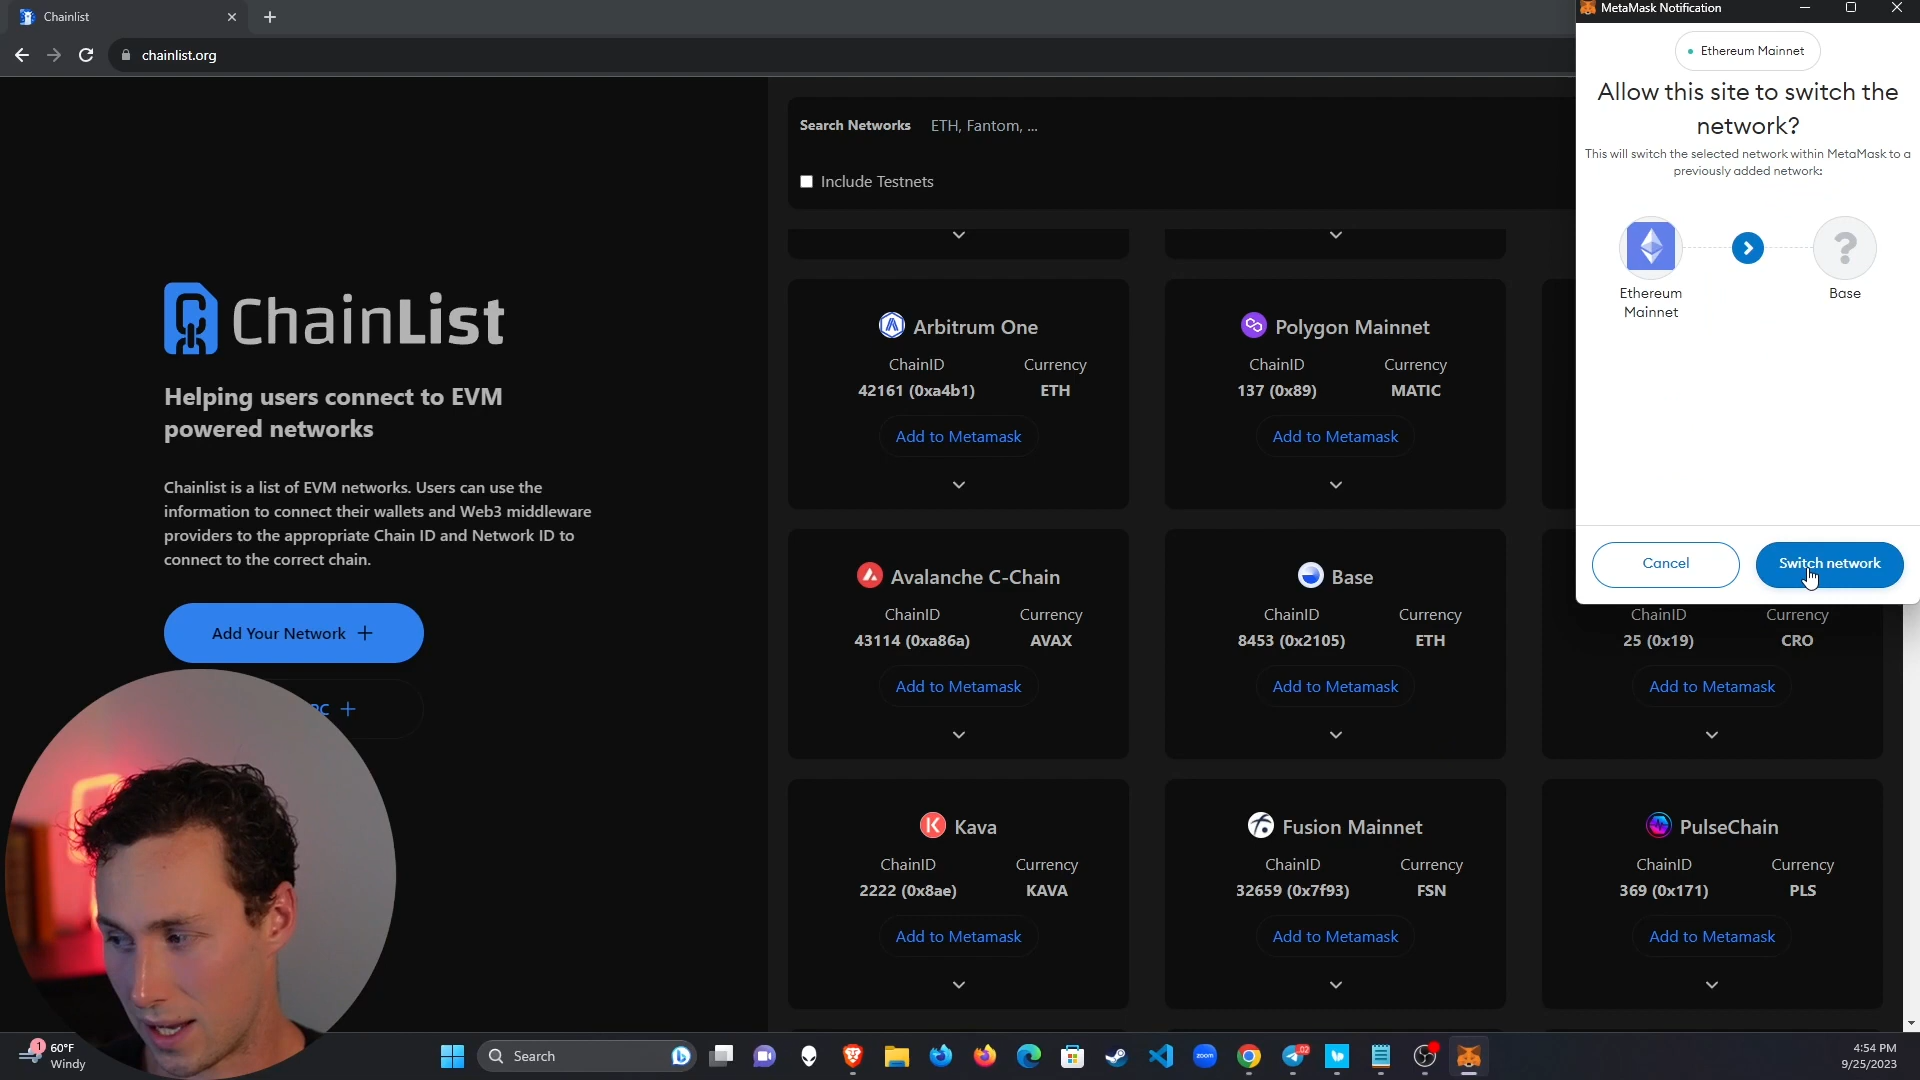 Chainlist
chainlist.org
MetaMask Notification
Ethereum Mainnet
Allow this site to switch the
network?
This will switch the selected network within MetaMask to a
previously added network:
Ethereum
Mainnet
Base
Cancel
Switch network
Search Networks
ETH, Fantom, ...
Include Testnets
ChainList
Helping users connect to EVM
powered networks
Chainlist is a list of EVM networks. Users can use the
information to connect their wallets and Web3 middleware
providers to the appropriate Chain ID and Network ID to
connect to the correct chain.
Add Your Network
Arbitrum One
ChainID Currency
42161 (0xa4b1) ETH
Add to Metamask
Polygon Mainnet
ChainID Currency
137 (0x89) MATIC
Add to Metamask
Avalanche C-Chain
ChainID Currency
43114 (0xa86a) AVAX
Add to Metamask
Base
ChainID Currency
8453 (0x2105) ETH
Add to Metamask
ChainID Currency
25 (0x19) CRO
Add to Metamask
Kava
ChainID Currency
2222 (0x8ae) KAVA
Add to Metamask
Fusion Mainnet
ChainID Currency
32659 (0x7f93) FSN
Add to Metamask
PulseChain
ChainID Currency
369 (0x171) PLS
Add to Metamask
1
60°F
Windy
Search
zoom
4:54 PM
9/25/2023